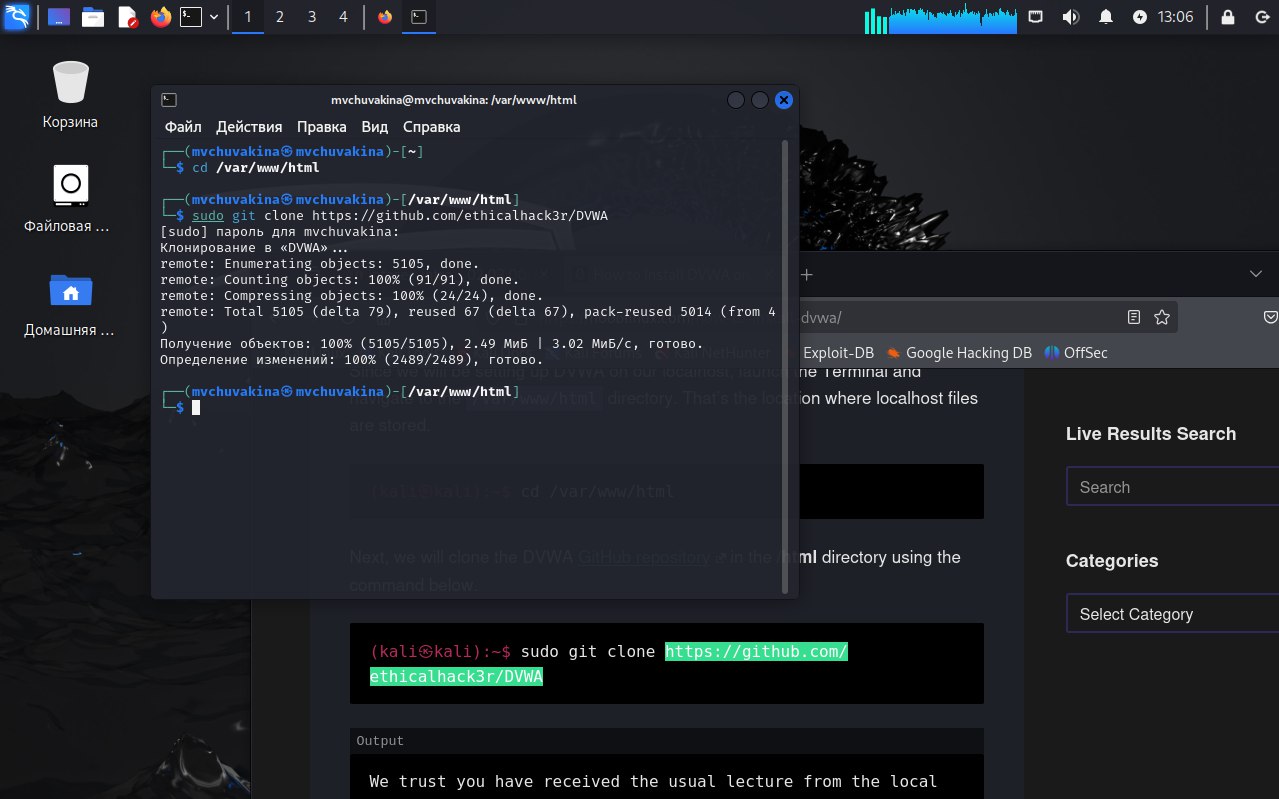 1 2 3 4
13:06
Корзина
Файловая ...
Домашняя ...
mvchuvakina@mvchuvakina: /var/www/html
Файл Действия Правка Вид Справка
┌──(mvchuvakina㉿mvchuvakina)-[~]
└─$ cd /var/www/html
┌──(mvchuvakina㉿mvchuvakina)-[/var/www/html]
└─$ sudo git clone https://github.com/ethicalhack3r/DVWA
[sudo] пароль для mvchuvakina:
Клонирование в «DVWA»...
remote: Enumerating objects: 5105, done.
remote: Counting objects: 100% (91/91), done.
remote: Compressing objects: 100% (24/24), done.
remote: Total 5105 (delta 79), reused 67 (delta 67), pack-reused 5014 (from 4
)
Получение объектов: 100% (5105/5105), 2.49 МиБ | 3.02 МиБ/с, готово.
Определение изменений: 100% (2489/2489), готово.
┌──(mvchuvakina㉿mvchuvakina)-[/var/www/html]
└─$
dvwa/
Exploit-DB Google Hacking DB OffSec
Since we will be setting up DVWA on our localhost, launch the Terminal and
navigate to the /var/www/html directory. That's the location where localhost files
are stored.
(kali㉿kali):~$ cd /var/www/html
Next, we will clone the DVWA GitHub repository in the /html directory using the
command below.
(kali㉿kali):~$ sudo git clone https://github.com/
ethicalhack3r/DVWA
Output
We trust you have received the usual lecture from the local
Live Results Search
Search
Categories
Select Category